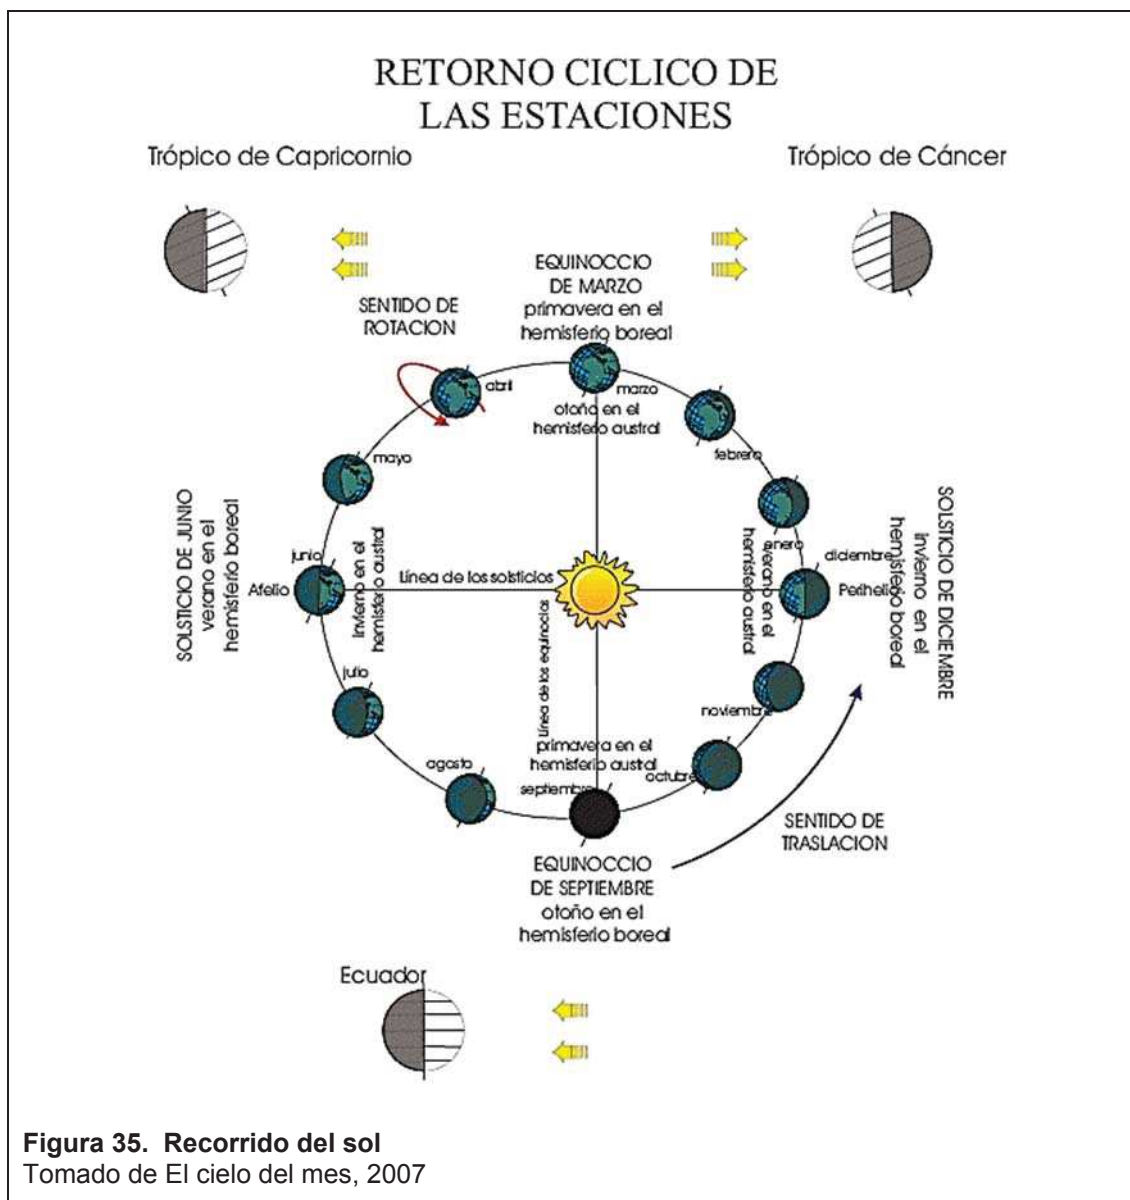 RETORNO CICLICO DE
LAS ESTACIONES
Trópico de Capricornio
Trópico de Cáncer
EQUINOCCIO
DE MARZO
primavera en el
hemisferio boreal
SENTIDO DE
ROTACION
abril
marzo
otoño en el
hemisferio austral
febrero
mayo
SOLSTICIO DE JUNIO
verano en el
hemisferio boreal
junio
Afelio
invierno en el
hemisferio austral
Línea de los solsticios
Línea de los equinocios
enero
verano en el
hemisferio austral
diciembre
Perihelio
SOLSTICIO DE DICIEMBRE
invierno en el
hemisferio boreal
julio
noviembre
agosto
primavera en el
hemisferio austral
octubre
septiembre
SENTIDO DE
TRASLACION
EQUINOCCIO
DE SEPTIEMBRE
otoño en el
hemisferio boreal
Ecuador
Figura 35. Recorrido del sol
Tomado de El cielo del mes, 2007